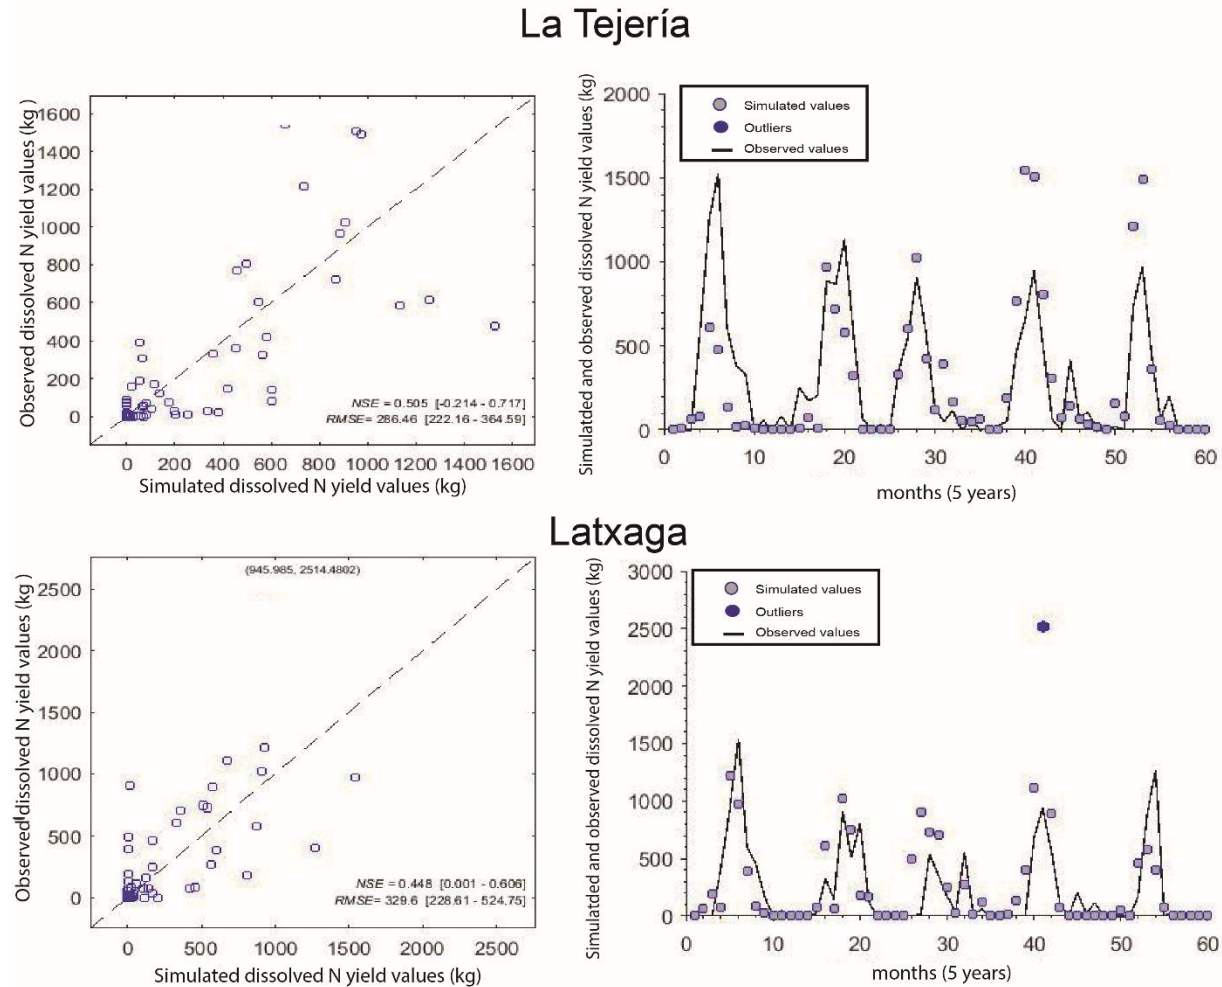 La Tejería
Observed dissolved N yield values (kg )
1600
1400
1200
1000
800
600
400
200
0
NSE = 0.505 [-0.214 - 0.717]
RMSE= 286.46 [222.16 - 364.59]
0 200 400 600 800 1000 1200 1400 1600
Simulated dissolved N yield values (kg)
Simulatded and observed dissolved N yield values (kg)
2000
1500
1000
500
0
Simulated values
Outliers
Observed values
0 10 20 30 40 50 60
months (5 years)
Latxaga
Observed dissolved N yield values (kg )
2500
2000
1500
1000
500
0
(945.985, 2514.4802)
NSE = 0.448 [0.001 - 0.606]
RMSE= 329.6 [228.61 - 524.75]
0 500 1000 1500 2000 2500
Simulated dissolved N yield values (kg)
Simulated and observed dissolved N yield values (kg)
3000
2500
2000
1500
1000
500
0
Simulated values
Outliers
Observed values
0 10 20 30 40 50 60
months (5 years)